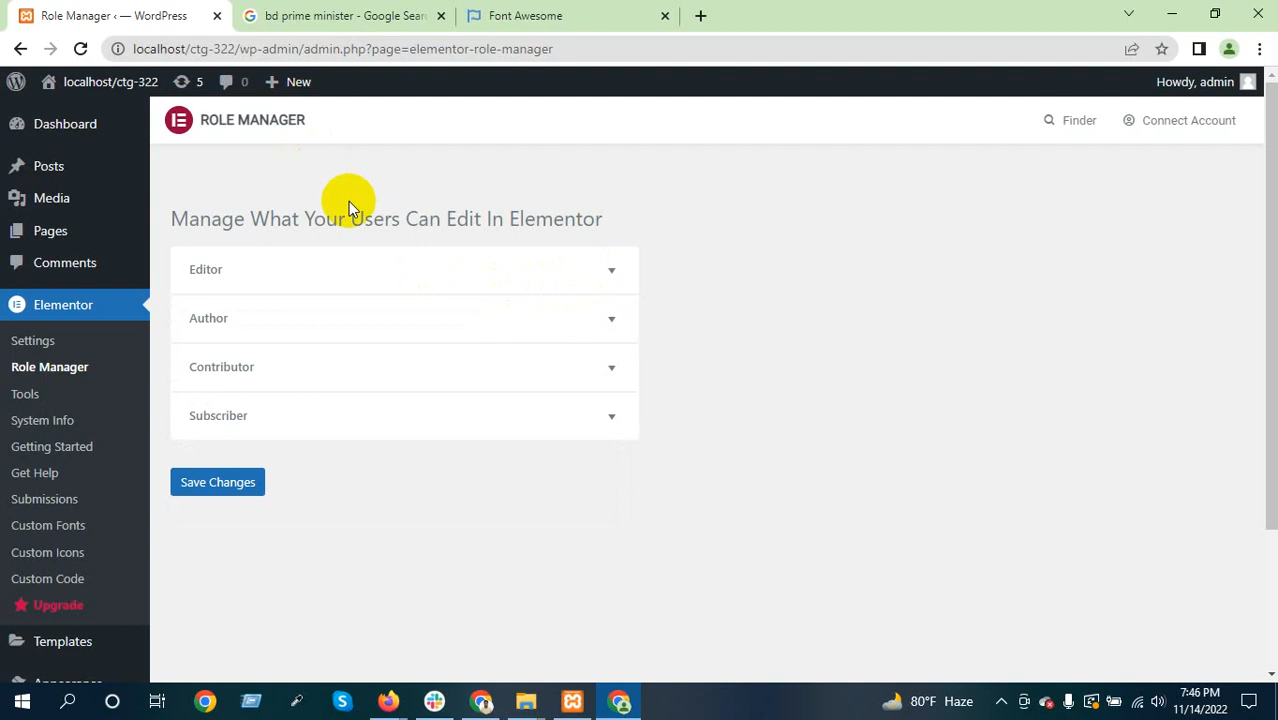 Role Manager ‹ — WordPress
bd prime minister - Google Sear
Font Awesome
localhost/ctg-322/wp-admin/admin.php?page=elementor-role-manager
localhost/ctg-322
5
0
New
Howdy, admin
Dashboard
Posts
Media
Pages
Comments
Elementor
Settings
Role Manager
Tools
System Info
Getting Started
Get Help
Submissions
Custom Fonts
Custom Icons
Custom Code
Upgrade
Templates
ROLE MANAGER
Finder
Connect Account
Manage What Your Users Can Edit In Elementor
Editor
Author
Contributor
Subscriber
Save Changes
80°F Haze
7:46 PM
11/14/2022